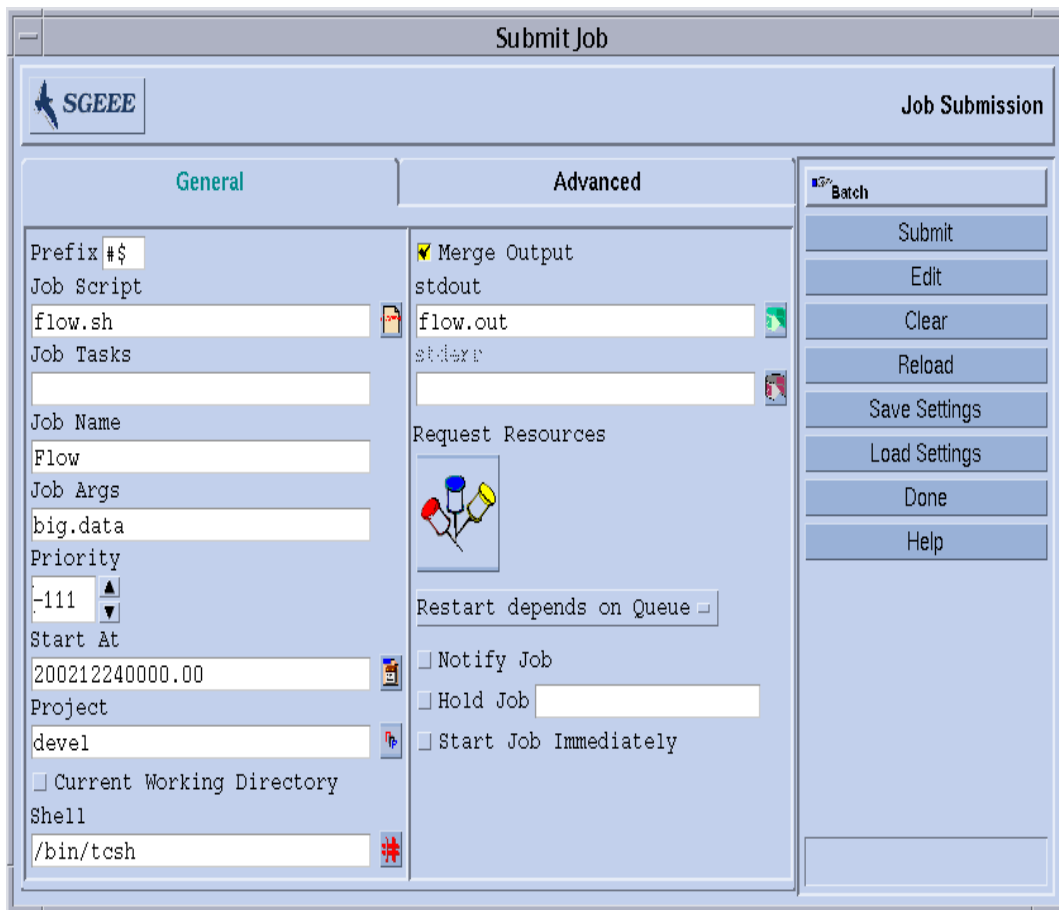 Submit Job
SGEEE
Job Submission
General
Advanced
Prefix #$
Job Script
flow.sh
Job Tasks
Job Name
Flow
Job Args
big.data
Priority
-111
Start At
200212240000.00
Project
devel
Current Working Directory
Shell
/bin/tcsh
Merge Output
stdout
flow.out
stderr
Request Resources
Restart depends on Queue
Notify Job
Hold Job
Start Job Immediately
Batch
Submit
Edit
Clear
Reload
Save Settings
Load Settings
Done
Help